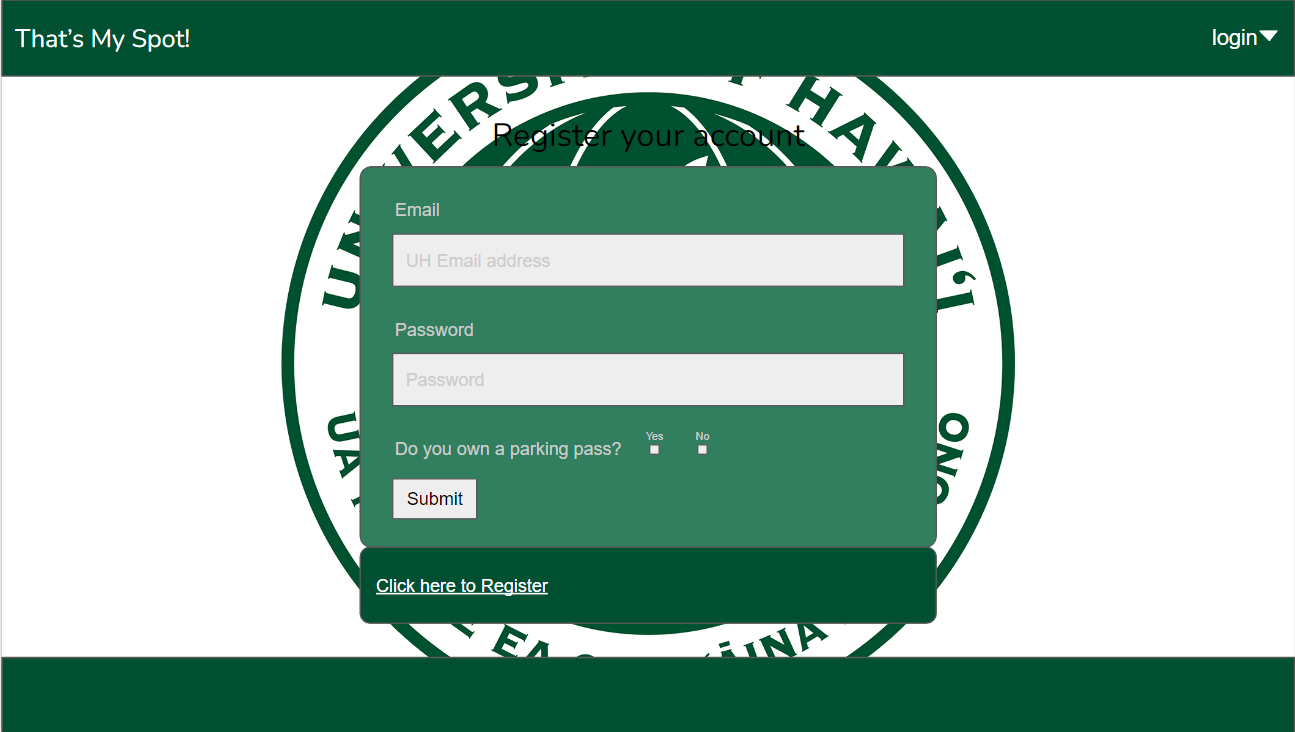 That's My Spot!
login
Register your account
Email
UH Email address
Password
Password
Do you own a parking pass? Yes No
Submit
Click here to Register